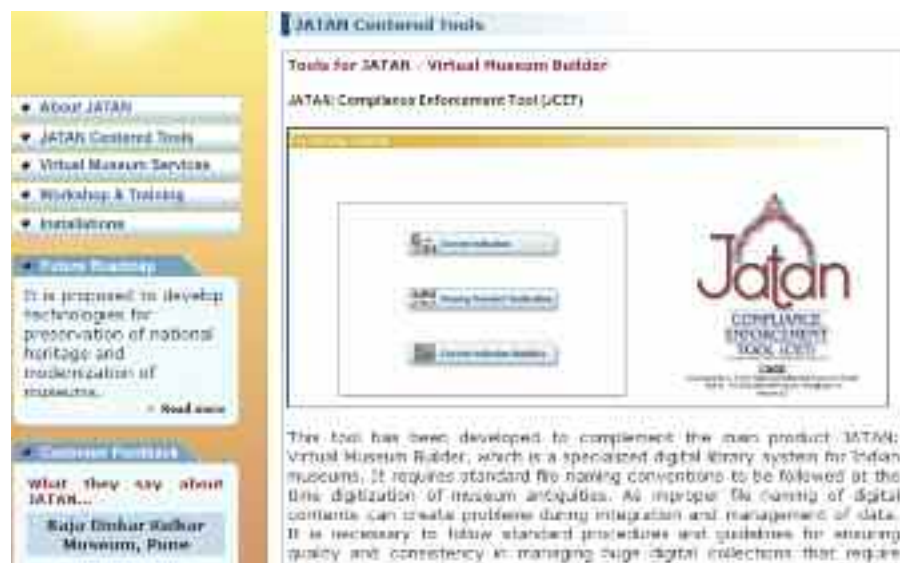 JATAN Centered Tools
Tools for JATAN - Virtual Museum Builder
JATAN: Compliance Enforcement Tool (JCET)
About JATAN
JATAN Centered Tools
Virtual Museum Services
Workshop & Training
Installations
Future Roadmap
It is proposed to develop
technologies for
preservation of national
heritage and
modernization of
museums.
Read more
Customer Feedback
What they say about
JATAN...
Raja Dinkar Kelkar
Museum, Pune
Jatan
COMPLIANCE
ENFORCEMENT
TOOL (CET)
This tool has been developed to complement the main product JATAN:
Virtual Museum Builder, which is a specialized digital library system for Indian
museums. It requires standard file naming conventions to be followed at the
time digitization of museum antiquities. As improper file naming of digital
contents can create problems during integration and management of data.
It is necessary to follow standard procedures and guidelines for ensuring
quality and consistency in managing huge digital collections that require